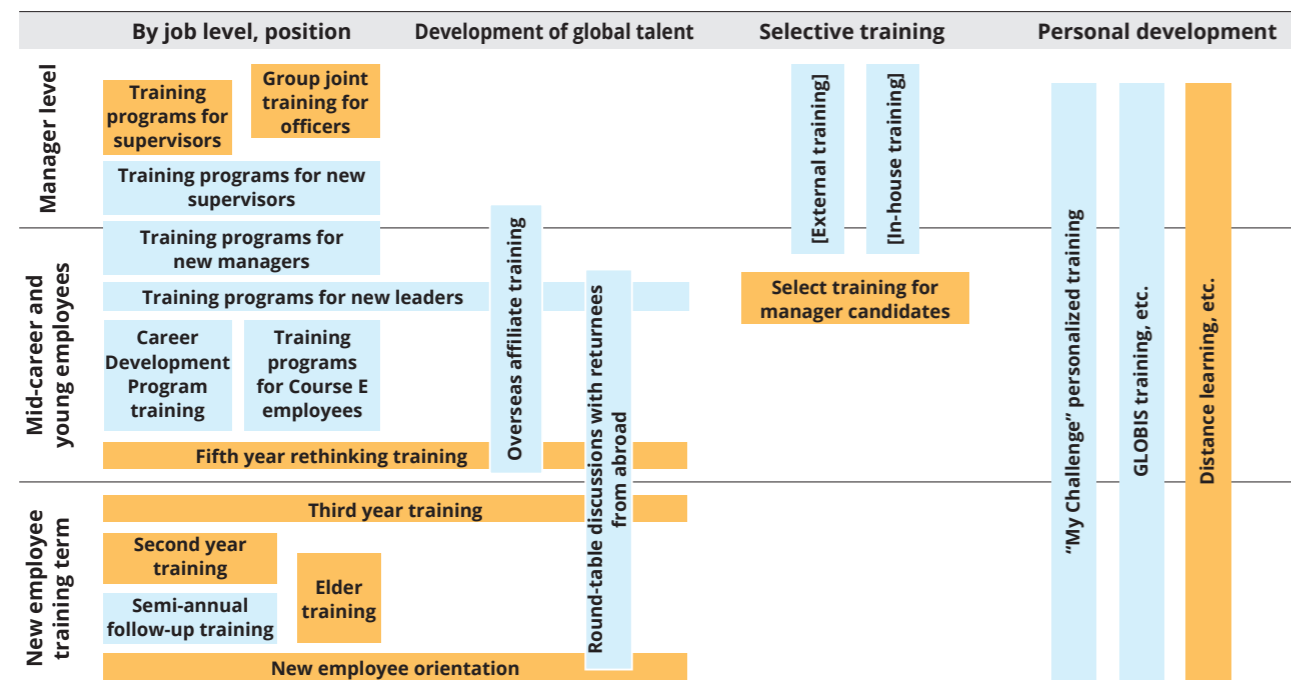 By job level, position
Development of global talent
Selective training
Personal development
Manager level
Training
programs for
supervisors
Group joint
training for
officers
Training programs for new
supervisors
[External training]
[In-house training]
Mid-career and
young employees
Training programs for
new managers
Training programs for new leaders
Career
Development
Program
training
Training
programs
for Course E
employees
Fifth year rethinking training
Overseas affiliate training
Round-table discussions with returnees
from abroad
Select training for
manager candidates
“My Challenge” personalized training
GLOBIS training, etc.
Distance learning, etc.
New employee
training term
Third year training
Second year
training
Elder
training
Semi-annual
follow-up training
New employee orientation